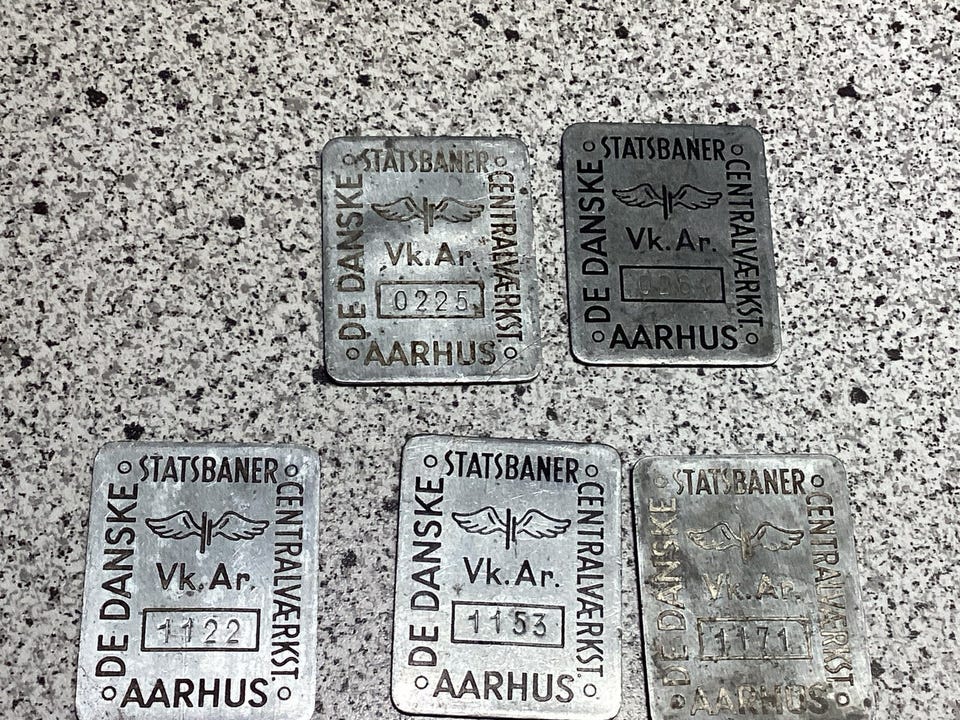 DE DANSKE
STATSBANER
CENTRALVÆRKST.
Vk.Ar.
0225
AARHUS
DE DANSKE
STATSBANER
CENTRALVÆRKST.
Vk.Ar.
AARHUS
DE DANSKE
STATSBANER
CENTRALVÆRKST.
Vk.Ar.
1122
AARHUS
DE DANSKE
STATSBANER
CENTRALVÆRKST.
Vk.Ar.
1153
AARHUS
DE DANSKE
STATSBANER
CENTRALVÆRKST.
Vk.Ar.
1171
AARHUS